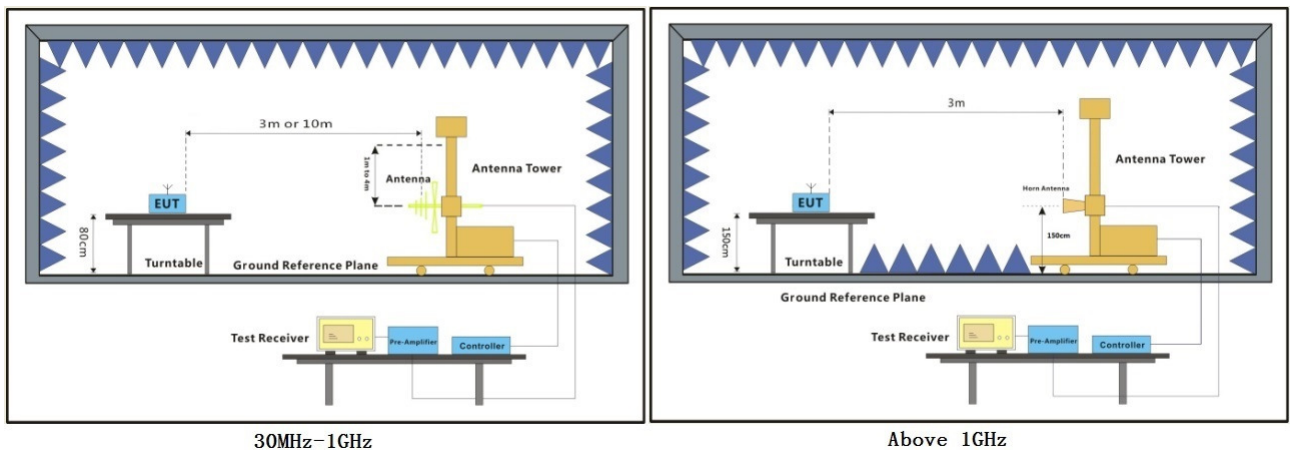 3m or 10m
1m to 4m
Antenna
Antenna Tower
EUT
80cm
Turntable
Ground Reference Plane
Test Receiver
Pre-Amplifier
Controller
30MHz-1GHz
3m
Antenna Tower
Horn Antenna
EUT
150cm
150cm
Turntable
Ground Reference Plane
Test Receiver
Pre-Amplifier
Controller
Above 1GHz